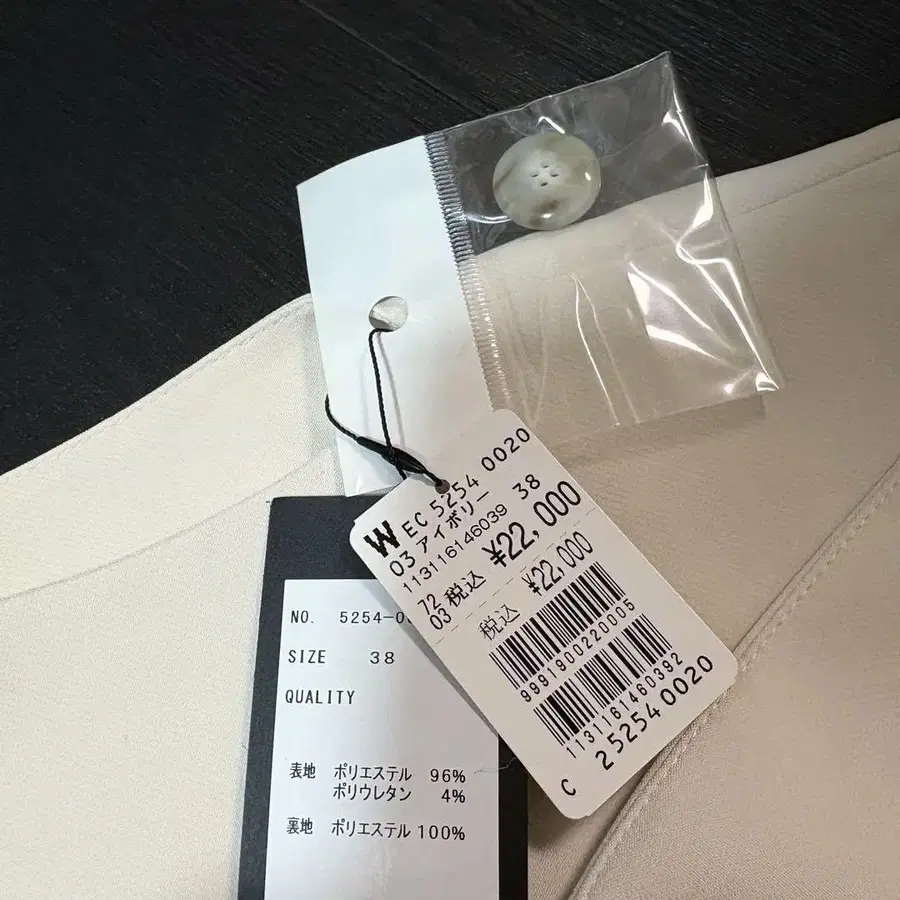 W EC 5254 0020
03 アイボリー 38
113116146039
72
03 税込 ¥22,000
税込 ¥22,000
9991900220005
1131161460392
C 25254 0020
NO. 5254-0
SIZE 38
QUALITY
表地 ポリエステル 96%
ポリウレタン 4%
裏地 ポリエステル 100%